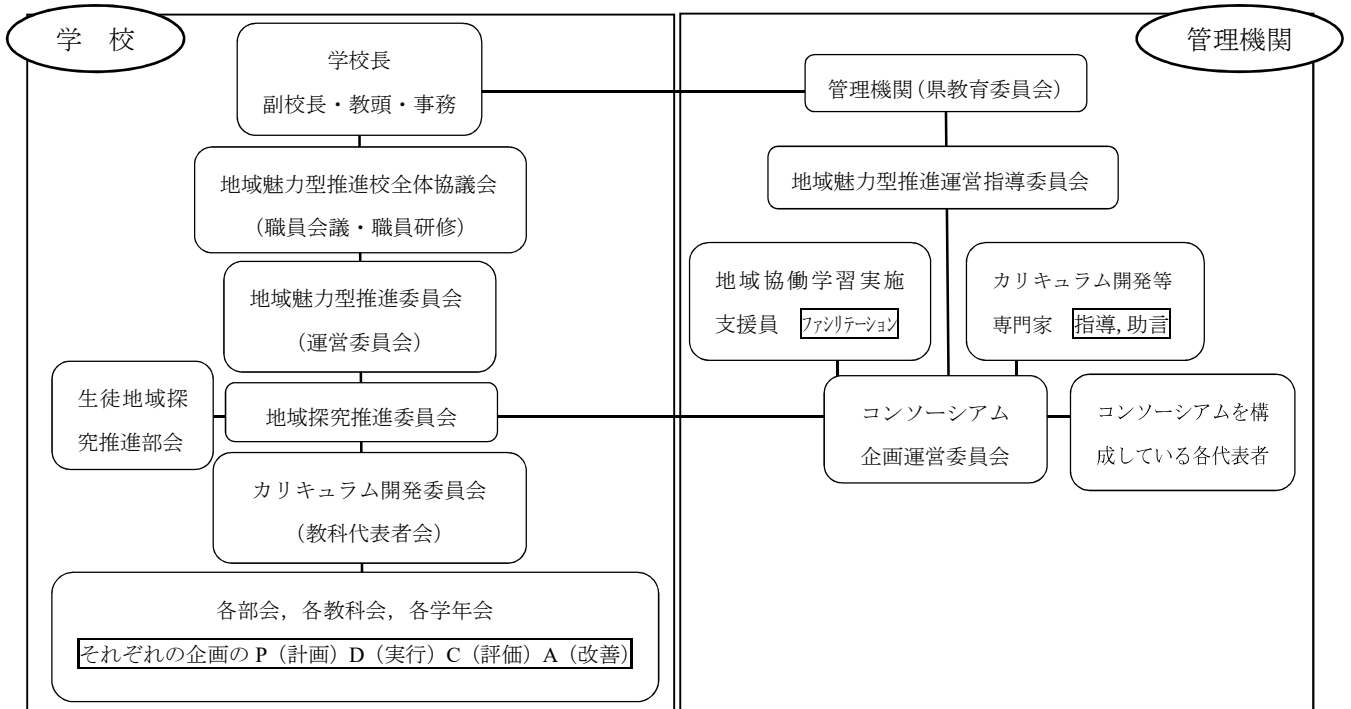 学 校
学校長
副校長・教頭・事務
地域魅力型推進校全体協議会
(職員会議・職員研修)
地域魅力型推進委員会
(運営委員会)
生徒地域探
究推進部会
地域探究推進委員会
カリキュラム開発委員会
(教科代表者会)
各部会,各教科会,各学年会
それぞれの企画の P(計画)D(実行)C(評価)A(改善)
管理機関
管理機関(県教育委員会)
地域魅力型推進運営指導委員会
地域協働学習実施
支援員 ファシリテーション
カリキュラム開発等
専門家 指導,助言
コンソーシアム
企画運営委員会
コンソーシアムを構
成している各代表者